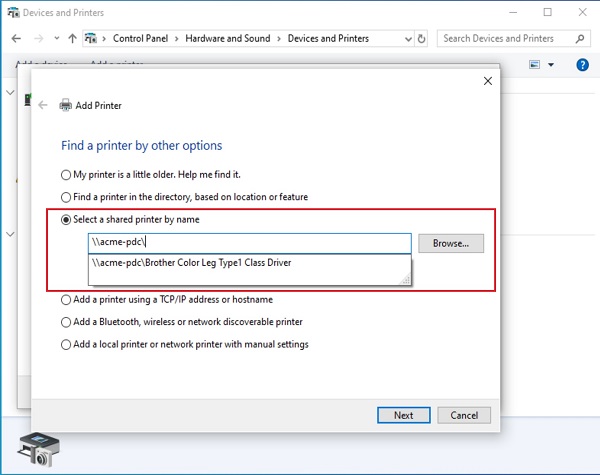 Devices and Printers
Control Panel > Hardware and Sound > Devices and Printers
Search Devices and Printers
Add a device Add a printer
Add Printer
Find a printer by other options
My printer is a little older. Help me find it.
Find a printer in the directory, based on location or feature
Select a shared printer by name
\\acme-pdc\
Browse...
\\acme-pdc\Brother Color Leg Type1 Class Driver
Add a printer using a TCP/IP address or hostname
Add a Bluetooth, wireless or network discoverable printer
Add a local printer or network printer with manual settings
Next Cancel